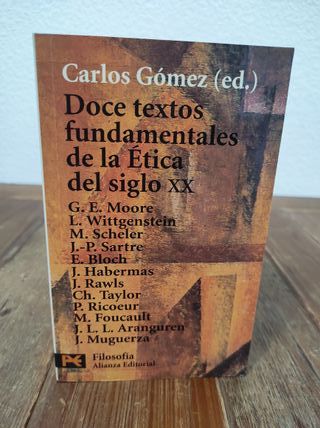 Carlos Gómez (ed.)
Doce textos
fundamentales
de la Ética
del siglo XX
G. E. Moore
L. Wittgenstein
M. Scheler
J.-P. Sartre
E. Bloch
J. Habermas
J. Rawls
Ch. Taylor
P. Ricoeur
M. Foucault
J. L. L. Aranguren
J. Muguerza
Filosofía
Alianza Editorial